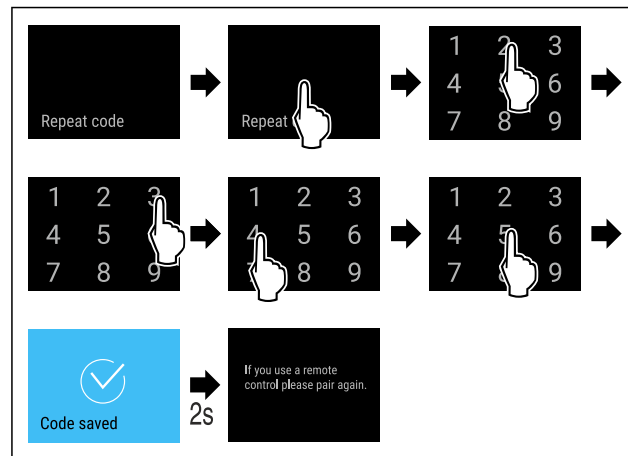 Repeat code
Repeat
1 2 3
4 6
7 8 9
1 2 3
4 5
7 8 9
1 2 3
4 5 6
8 9
1 2 3
4 5 6
7 9
Code saved
2s
If you use a remote
control please pair again.